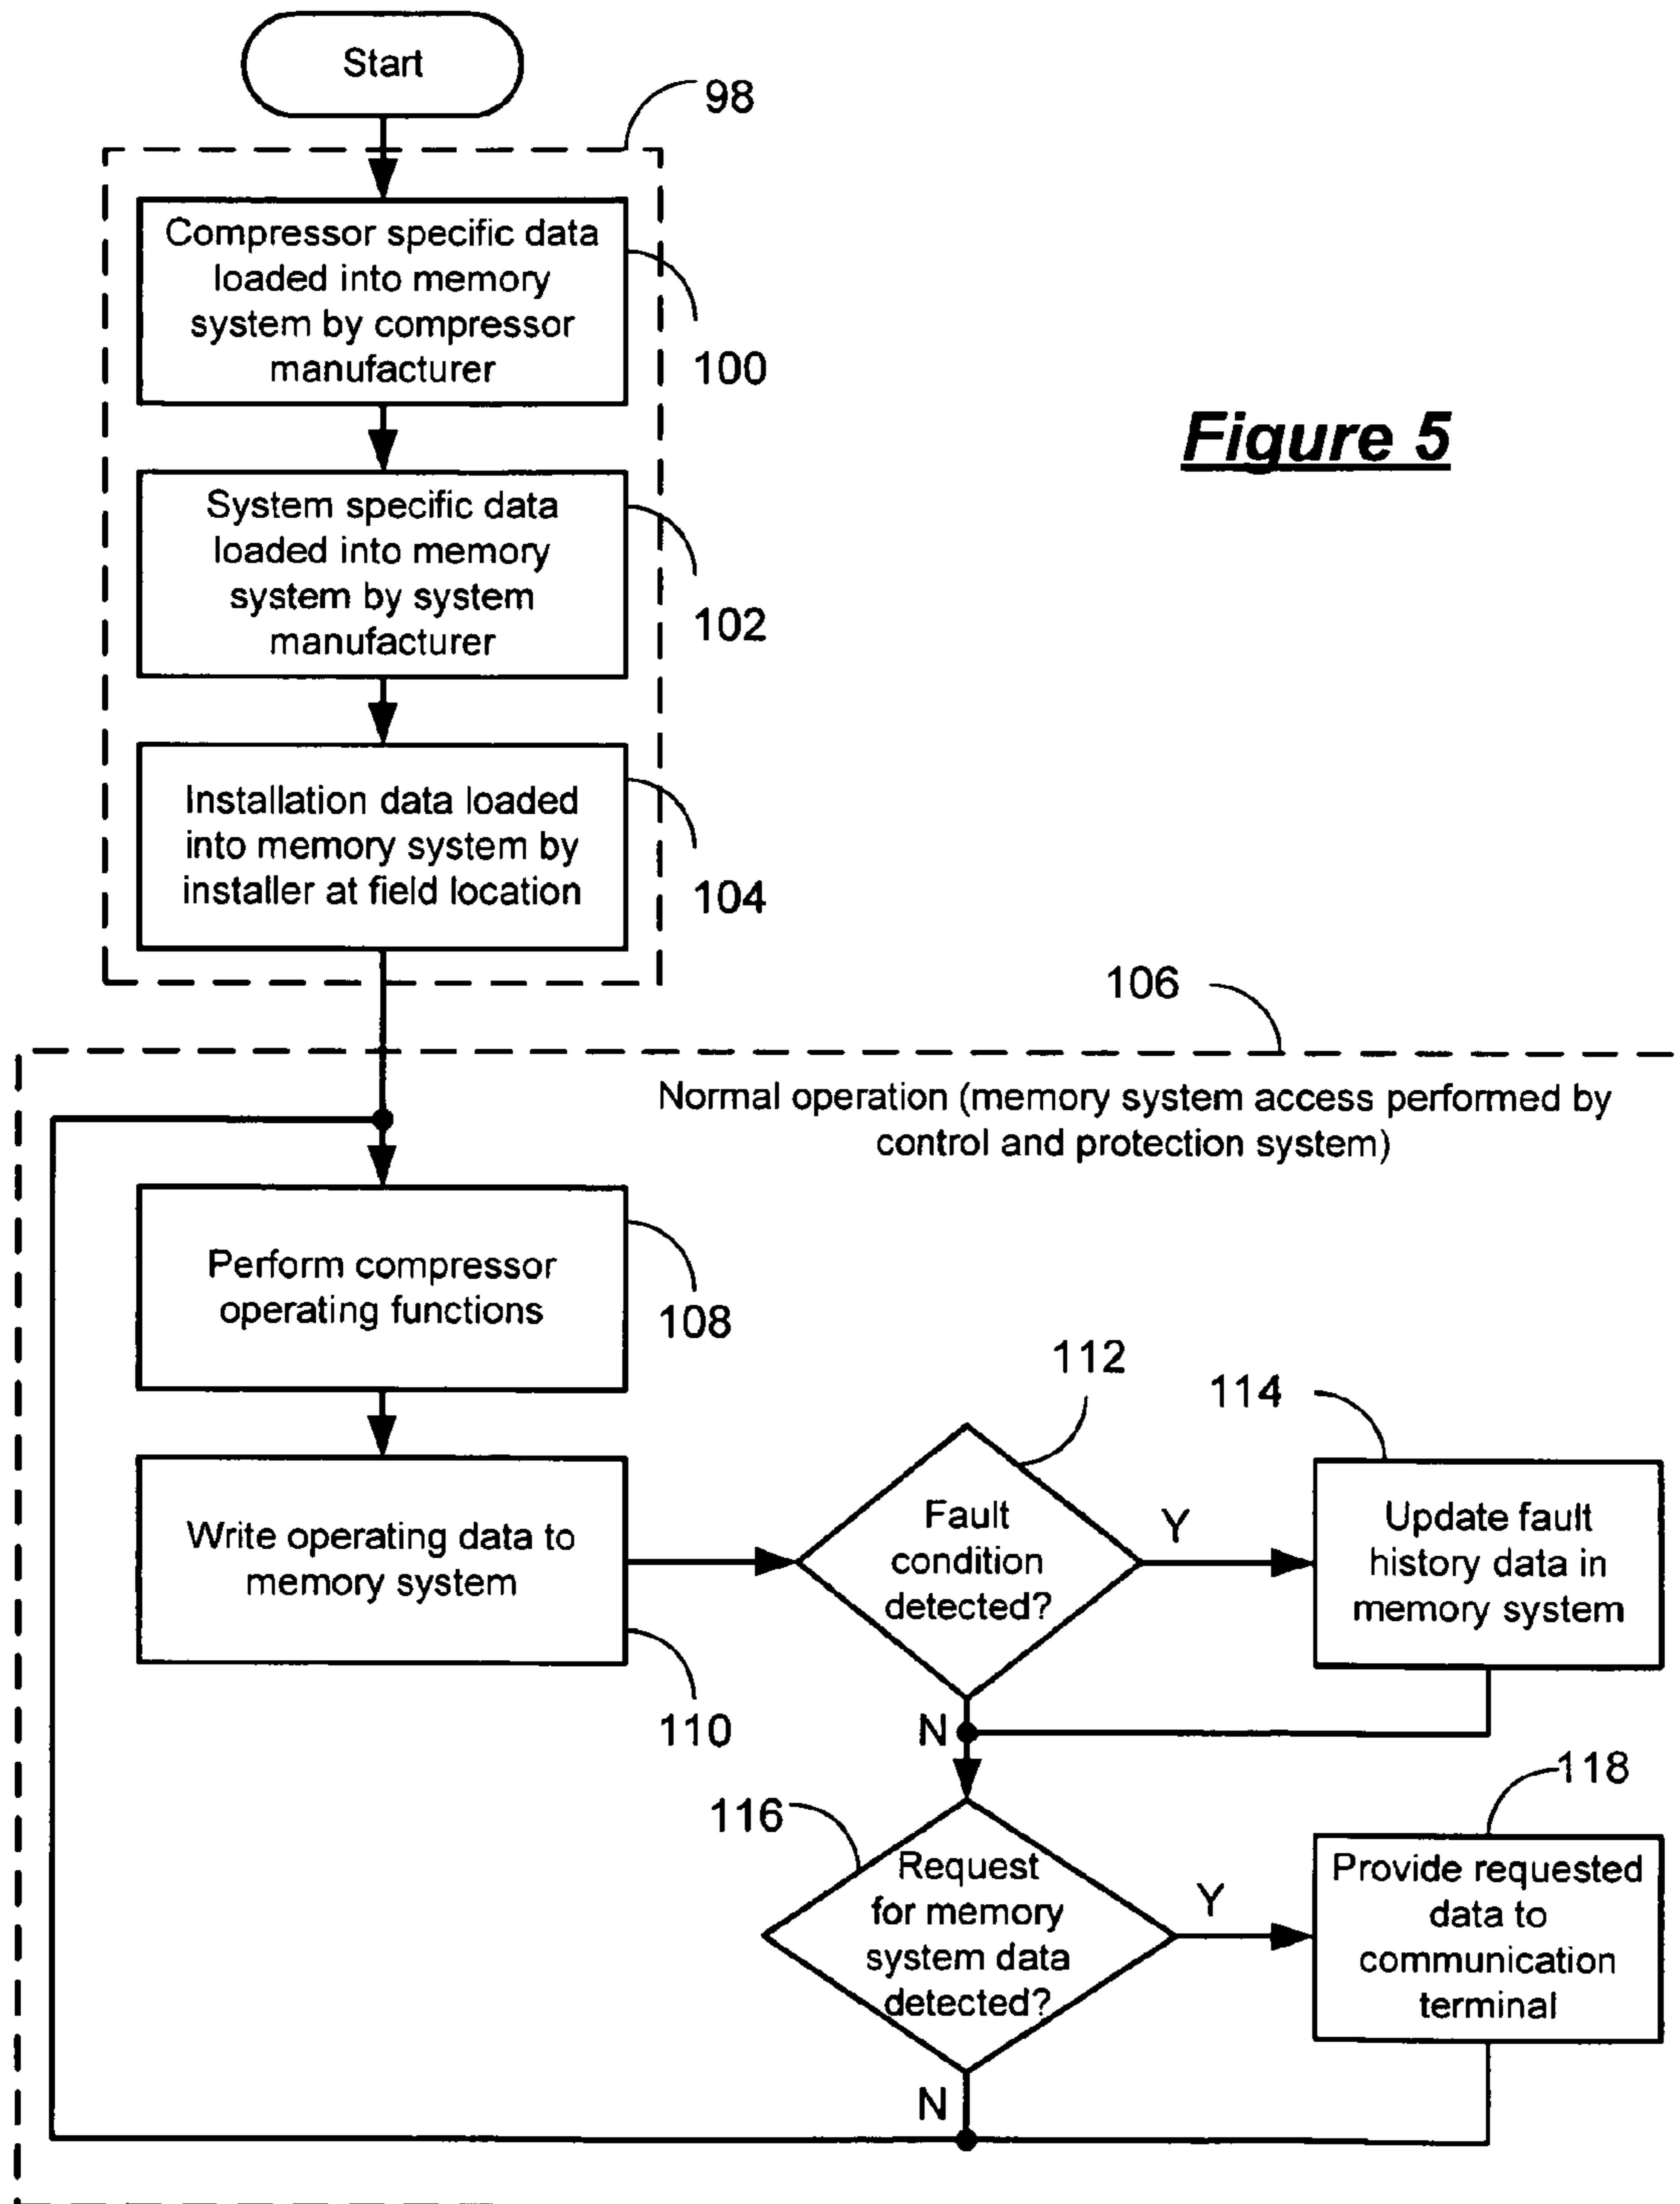 Start
98
Compressor specific data
loaded into memory
system by compressor
manufacturer
100
Figure 5
System specific data
loaded into memory
system by system
manufacturer
102
Installation data loaded
into memory system by
installer at field location
104
106
Normal operation (memory system access performed by
control and protection system)
Perform compressor
operating functions
108
112
114
Write operating data to
memory system
110
Fault
condition
detected?
Y
Update fault
history data in
memory system
N
116
118
Request
for memory
system data
detected?
Y
Provide requested
data to
communication
terminal
N